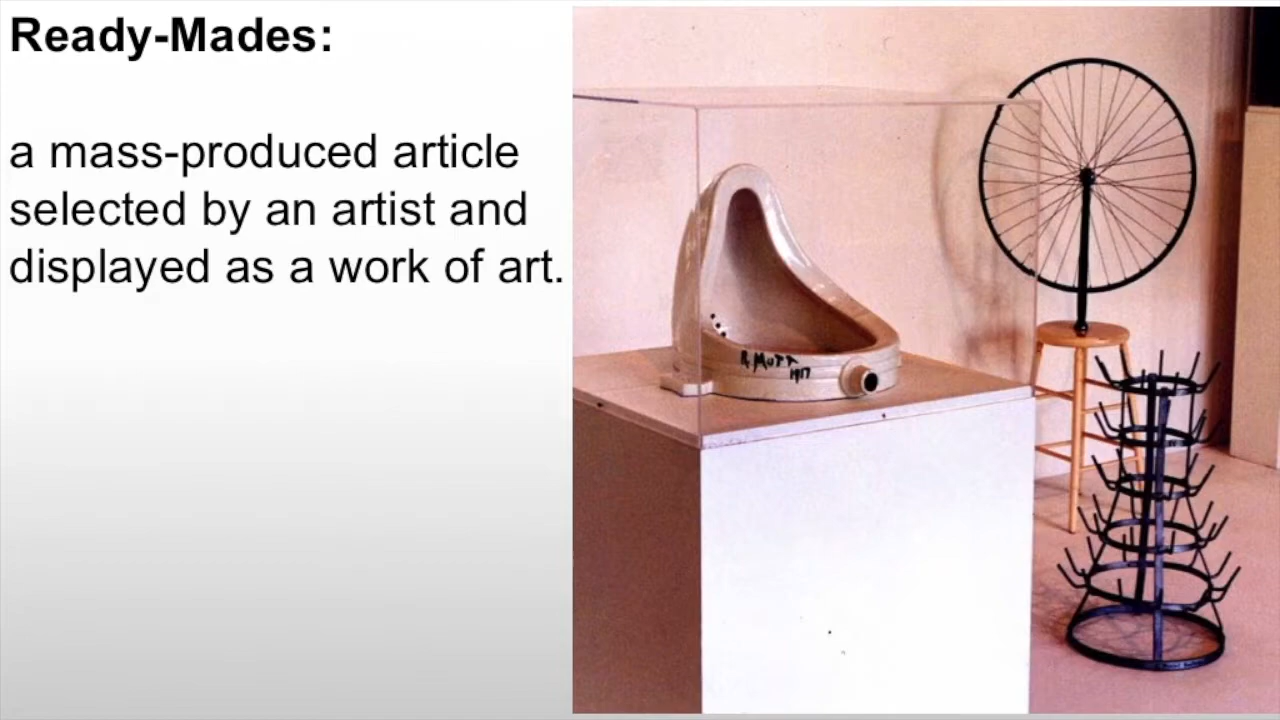 Ready-Mades:
a mass-produced article
selected by an artist and
displayed as a work of art.
R. MUTT
1917